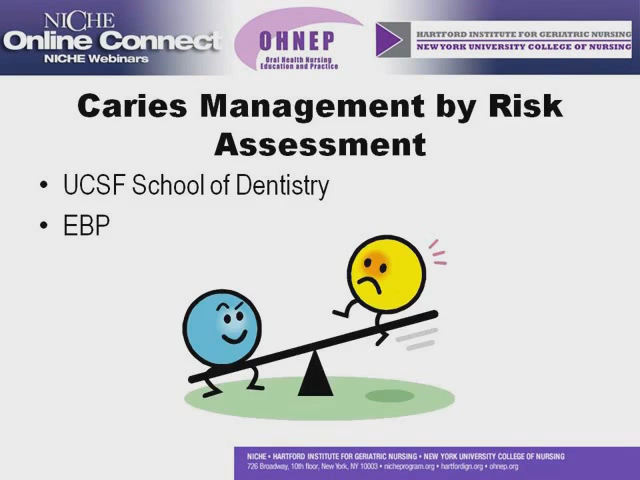 NICHE
Online Connect
NICHE Webinars
OHNEP
Oral Health Nursing
Education and Practice
HARTFORD INSTITUTE FOR GERIATRIC NURSING
NEW YORK UNIVERSITY COLLEGE OF NURSING
Caries Management by Risk
Assessment
• UCSF School of Dentistry
• EBP
NICHE • HARTFORD INSTITUTE FOR GERIATRIC NURSING • NEW YORK UNIVERSITY COLLEGE OF NURSING
726 Broadway, 10th floor, New York, NY 10003 • nicheprogram.org • hartfordign.org • ohnep.org